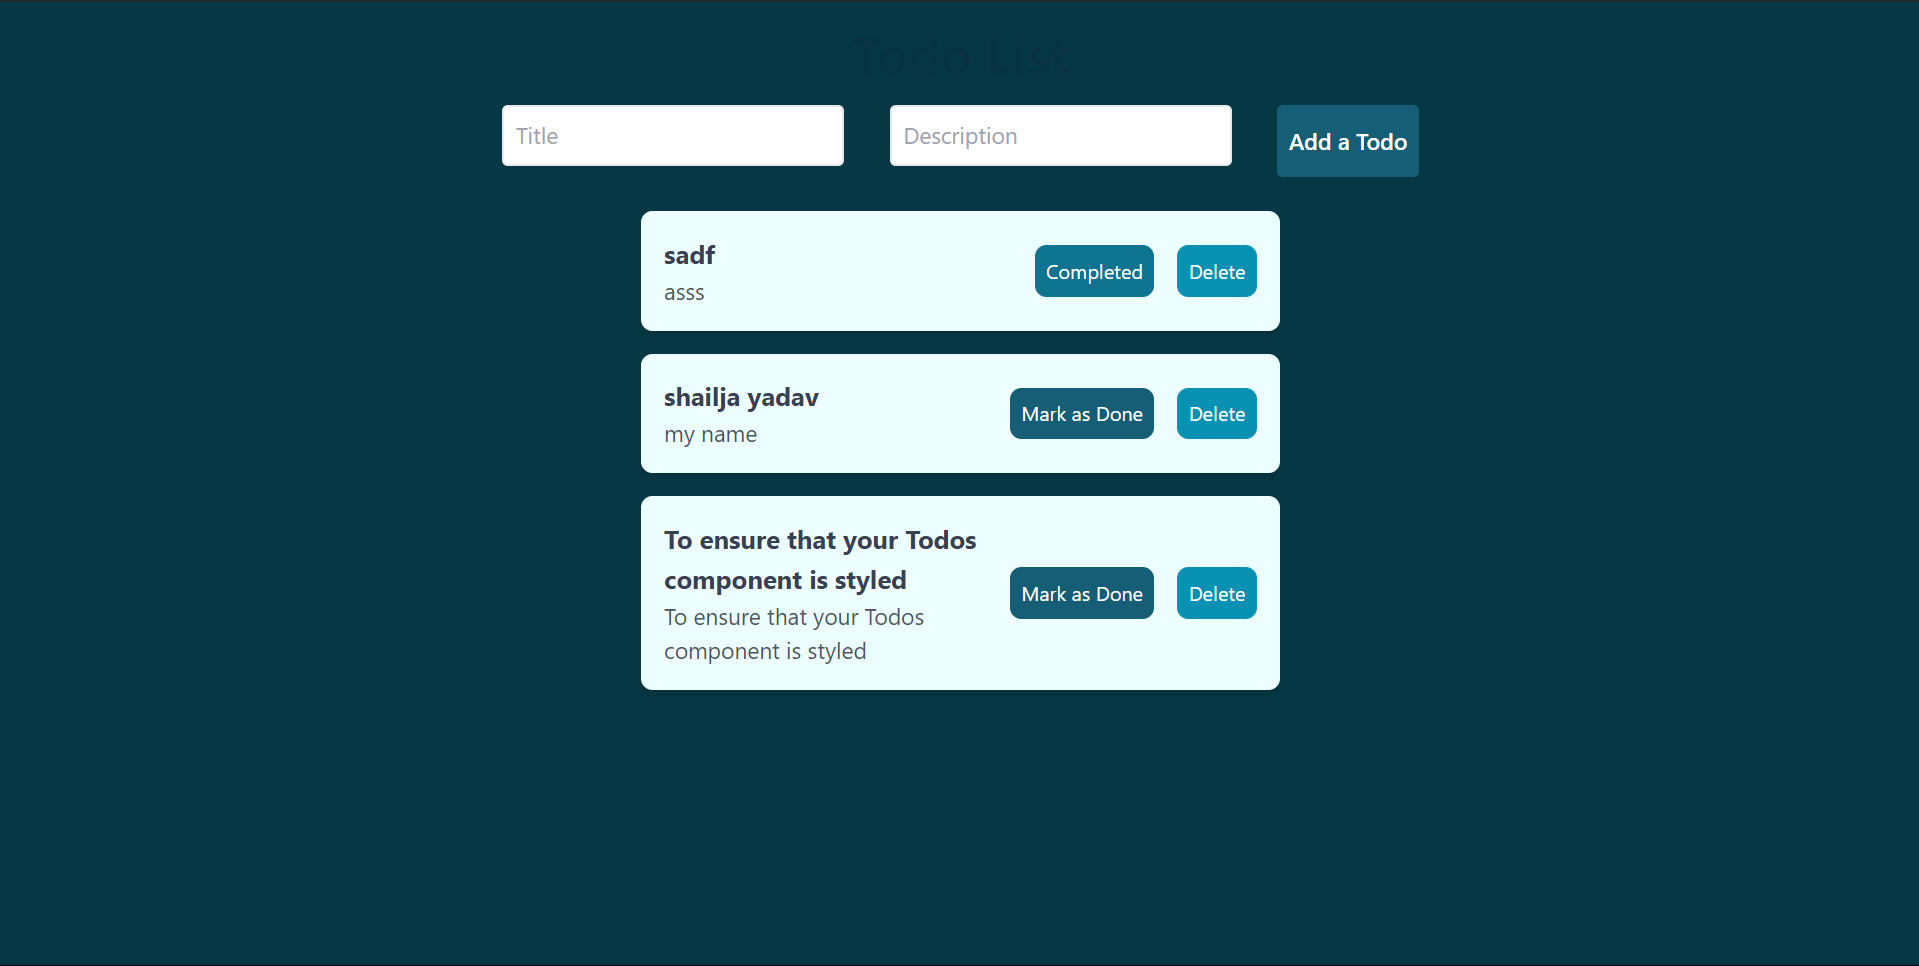 Todo List
Title
Description
Add a Todo
sadf
asss
Completed
Delete
shailja yadav
my name
Mark as Done
Delete
To ensure that your Todos
component is styled
To ensure that your Todos
component is styled
Mark as Done
Delete